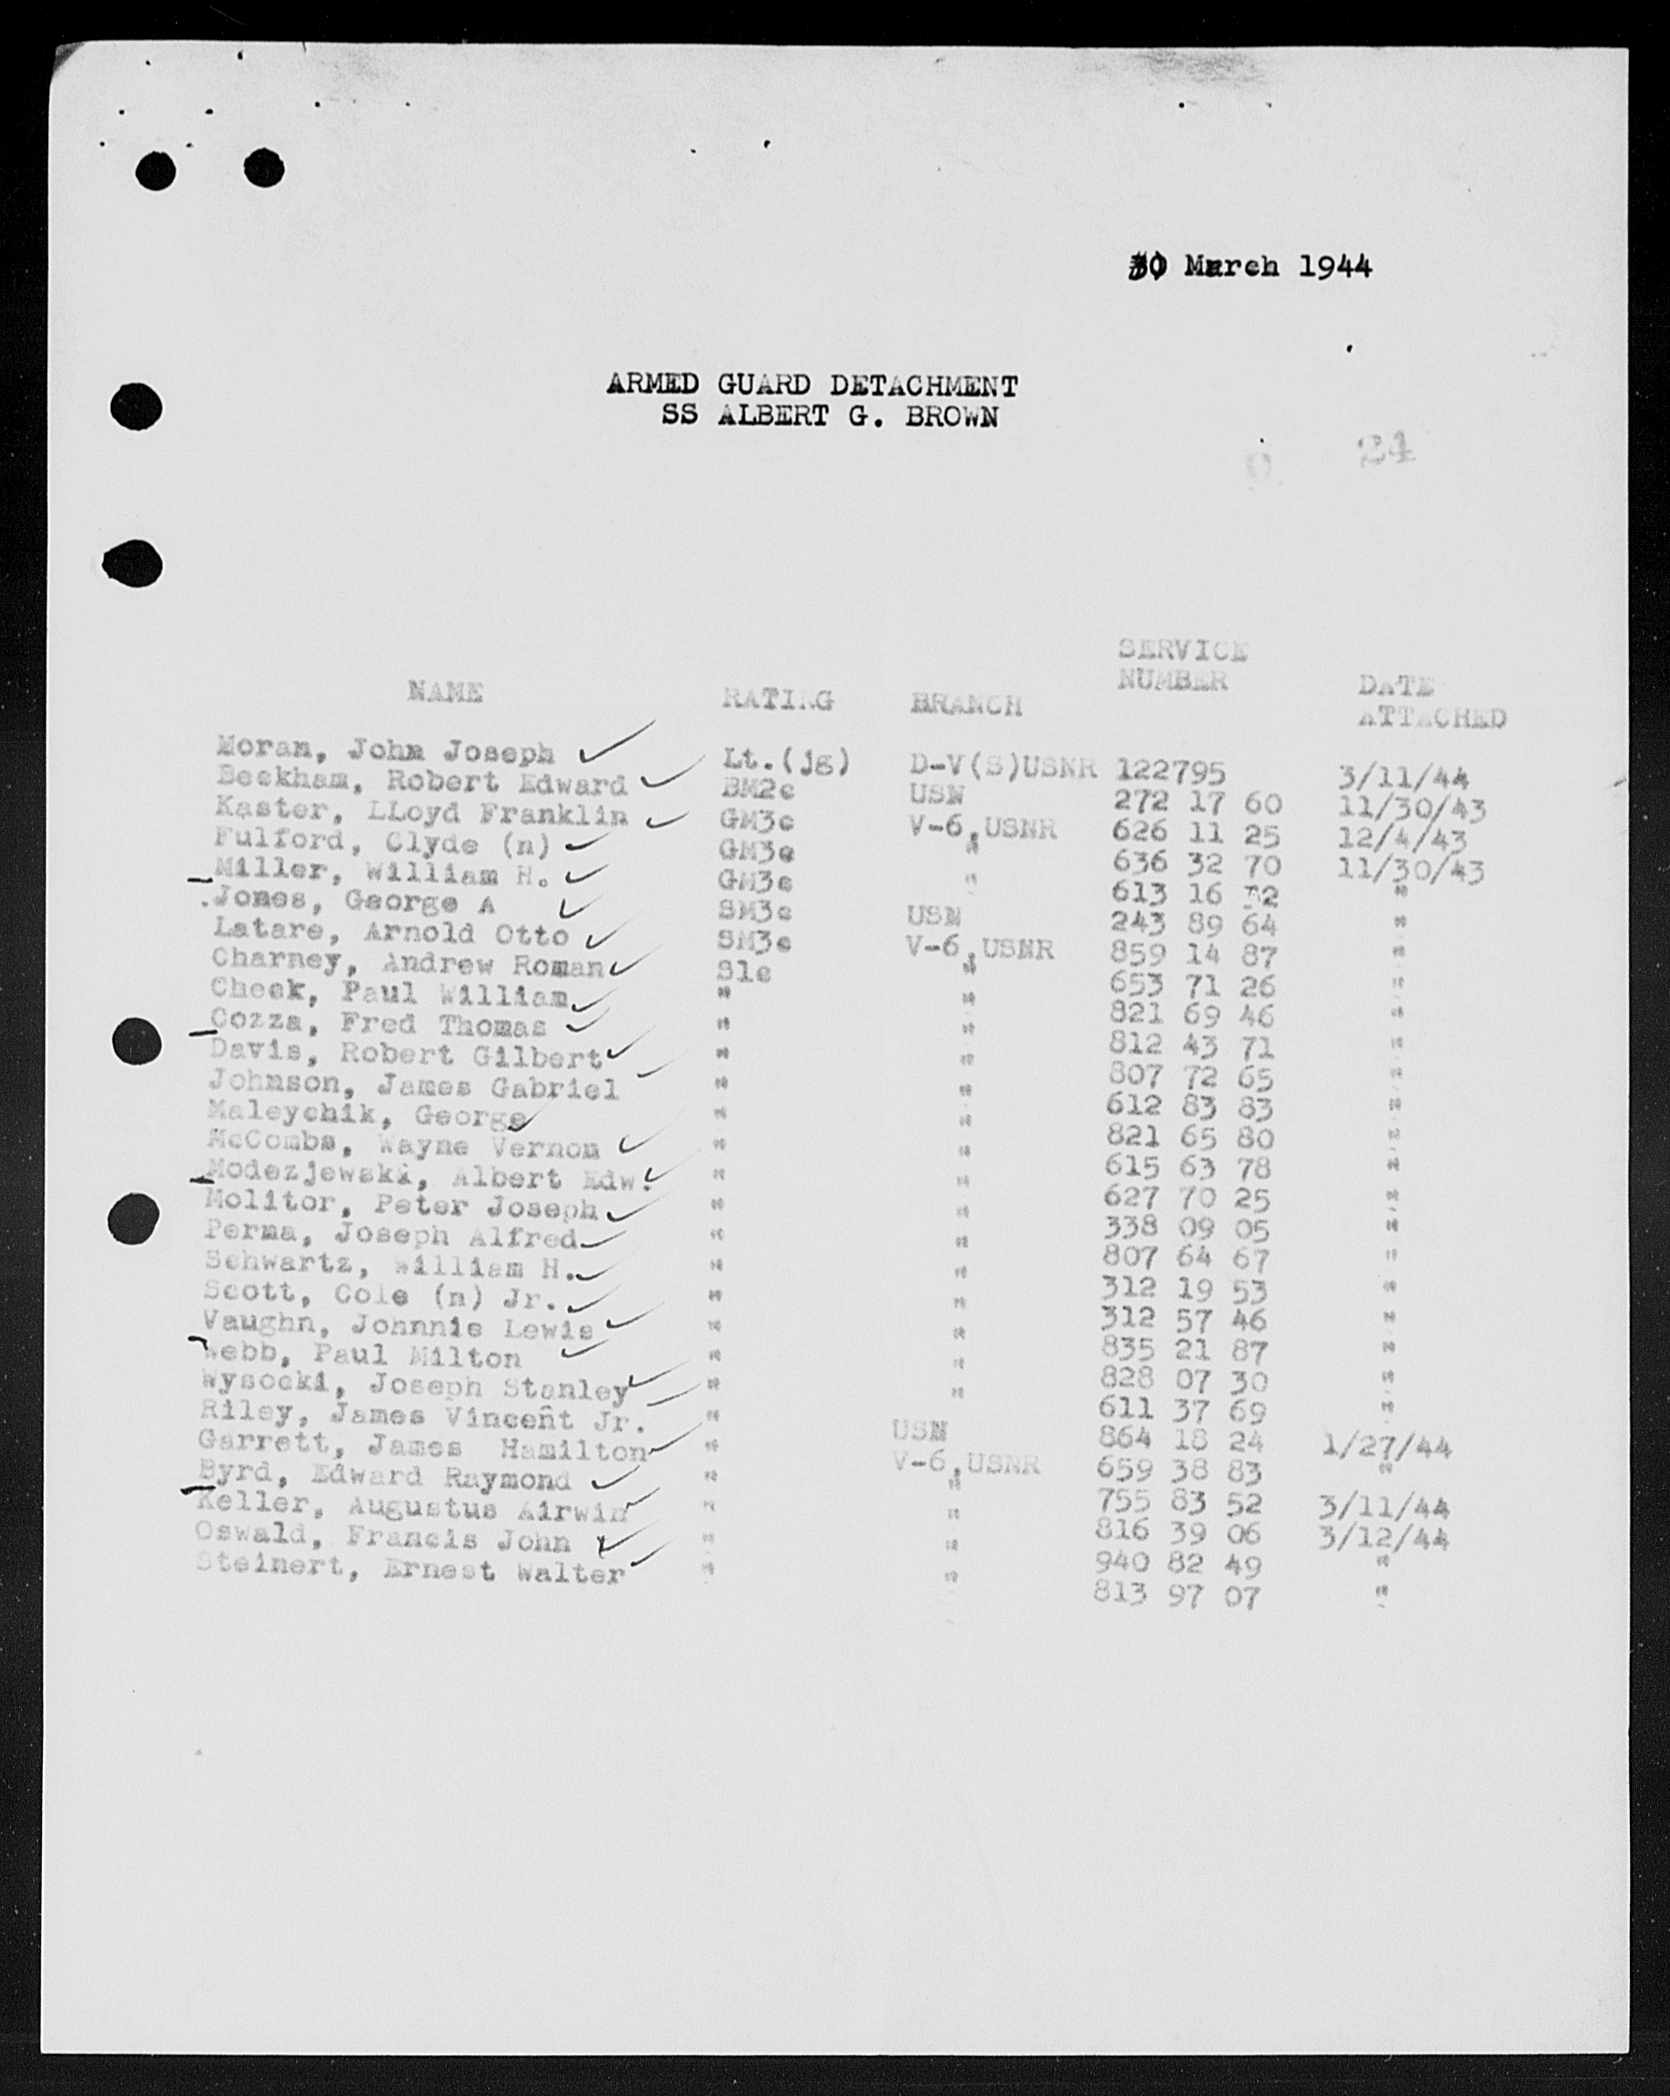 30 March 1944
ARMED GUARD DETACHMENT
SS ALBERT G. BROWN
24
NAME RATING BRANCH SERVICE NUMBER DATE ATTACHED
Moran, John Joseph Lt.(jg) D-V(S)USNR 122795 3/11/44
Beekham, Robert Edward BM2c USN 272 17 60 11/30/43
Kaster, LLoyd Franklin GM3c V-6,USNR 626 11 25 12/4/43
Fulford, Clyde (n) GM3c " 636 32 70 11/30/43
Miller, William H. GM3c " 613 16 32 "
Jones, George A SM3c USN 243 89 64 "
Latare, Arnold Otto SM3c V-6,USNR 859 14 87 "
Charney, Andrew Roman S1c " 653 71 26 "
Cheek, Paul William " " 821 69 46 "
Cozza, Fred Thomas " " 812 43 71 "
Davis, Robert Gilbert " " 807 72 65 "
Johnson, James Gabriel " " 612 83 83 "
Maleychik, George " " 821 65 80 "
McCombs, Wayne Vernon " " 615 63 78 "
Modezjewski, Albert Edw. " " 627 70 25 "
Molitor, Peter Joseph " " 338 09 05 "
Perma, Joseph Alfred " " 807 64 67 "
Schwartz, William H. " " 312 19 53 "
Scott, Cole (n) Jr. " " 312 57 46 "
Vaughn, Johnnie Lewis " " 835 21 87 "
Webb, Paul Milton " " 828 07 30 "
Wysocki, Joseph Stanley " " 611 37 69 "
Riley, James Vincent Jr. " USN 864 18 24 1/27/44
Garrett, James Hamilton " V-6,USNR 659 38 83 "
Byrd, Edward Raymond " " 755 83 52 3/11/44
Keller, Augustus Airwin " " 816 39 06 3/12/44
Oswald, Francis John " " 940 82 49 "
Steinert, Ernest Walter " " 813 97 07 "